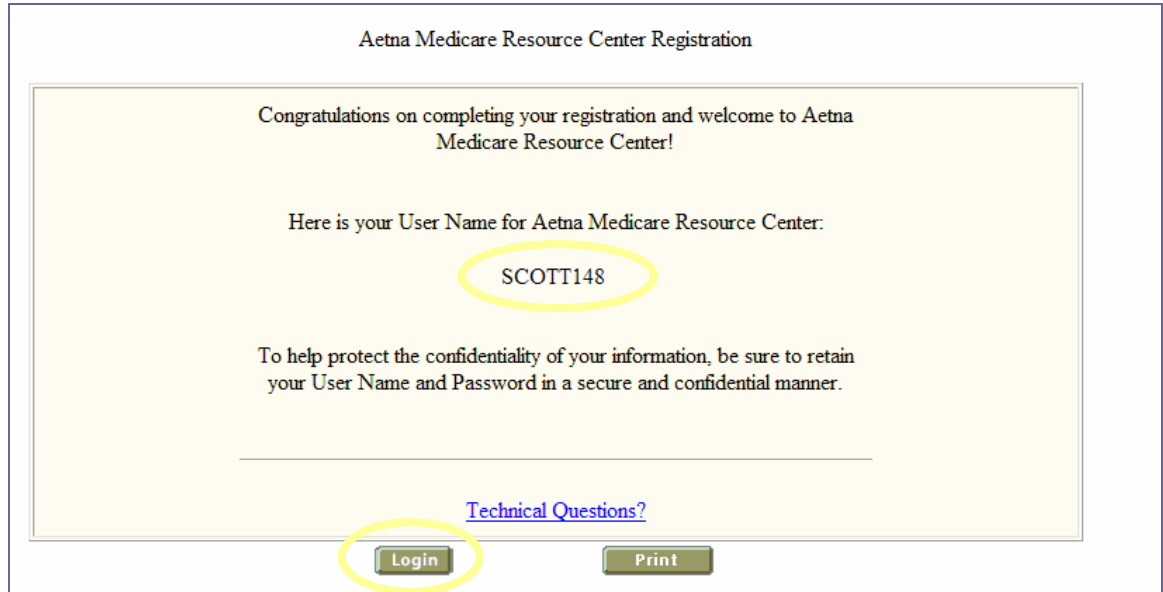 Aetna Medicare Resource Center Registration
Congratulations on completing your registration and welcome to Aetna
Medicare Resource Center!
Here is your User Name for Aetna Medicare Resource Center:
SCOTT148
To help protect the confidentiality of your information, be sure to retain
your User Name and Password in a secure and confidential manner.
Technical Questions?
Login Print